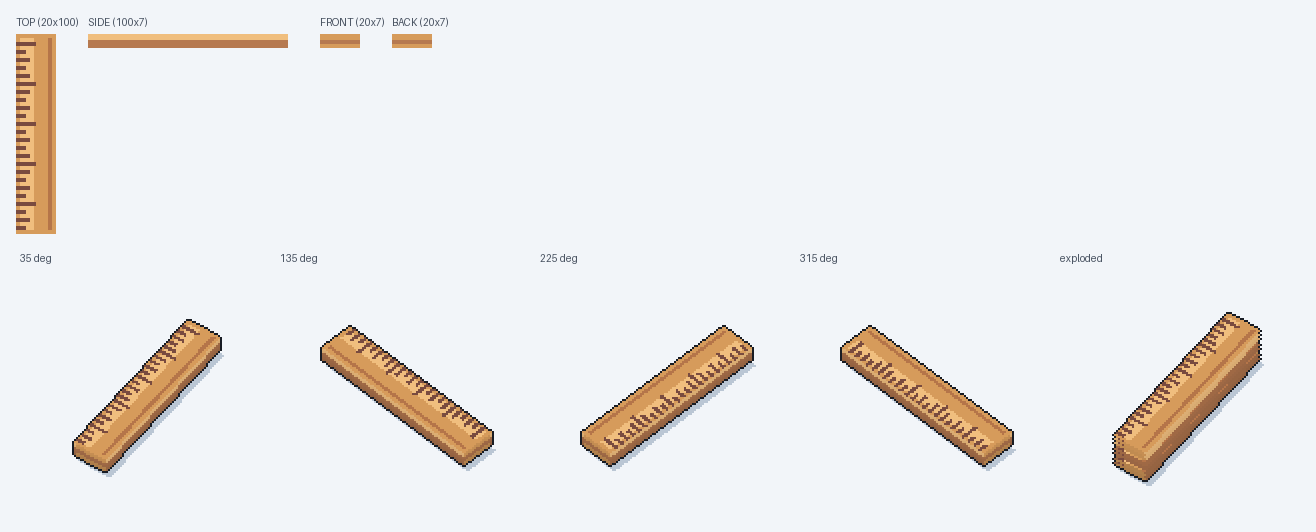 TOP (20x100) SIDE (100x7) FRONT (20x7) BACK (20x7)
35 deg 135 deg 225 deg 315 deg exploded